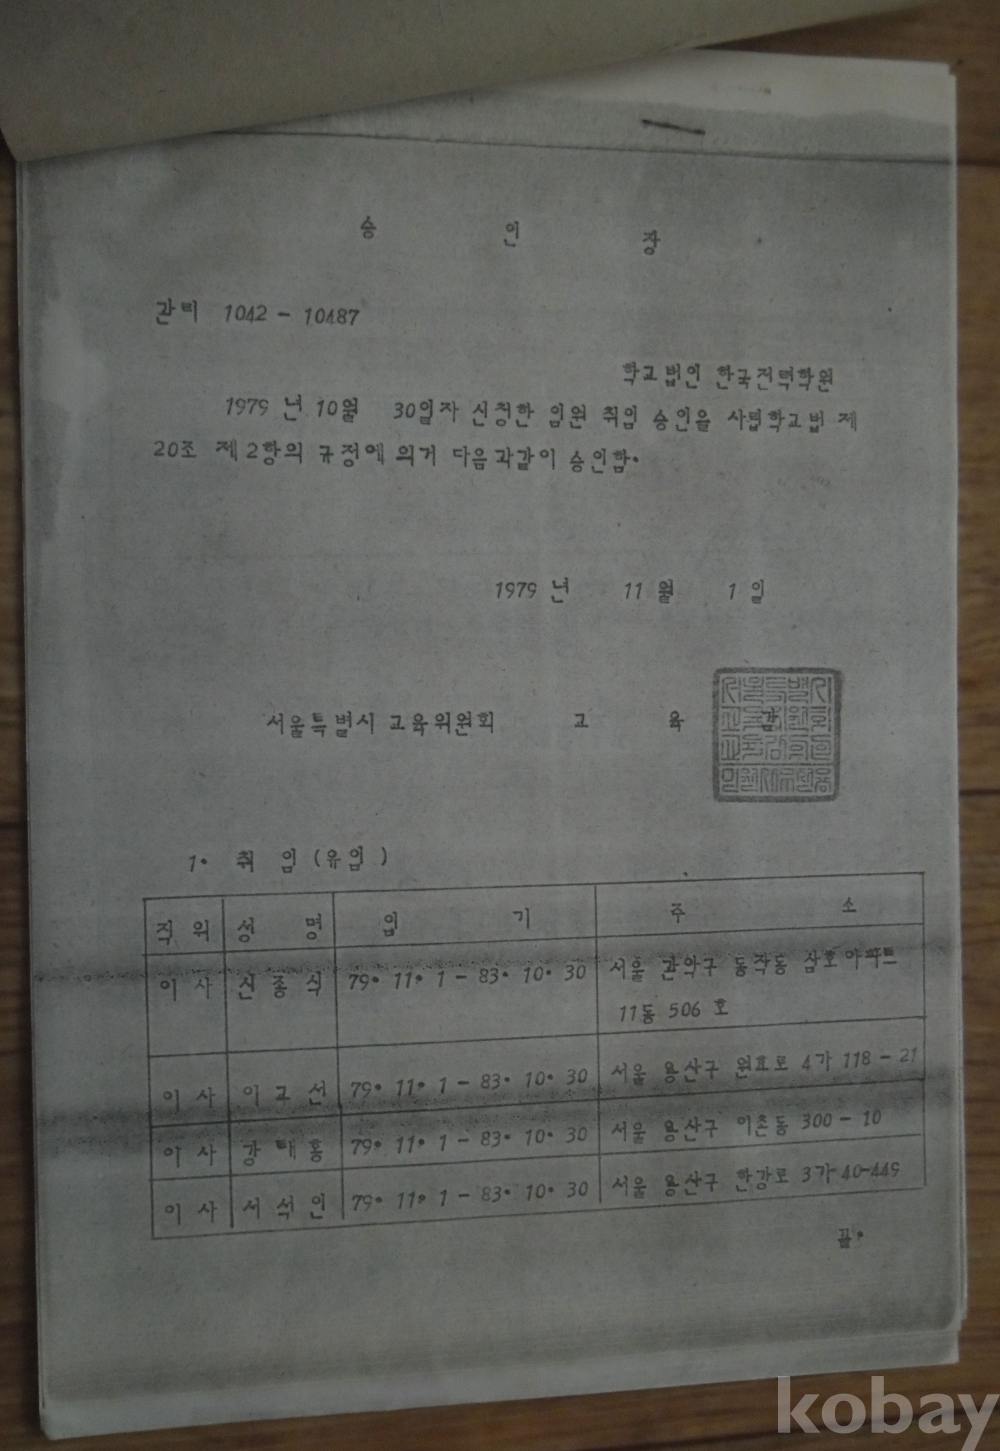 승 인 장
관리 1042 - 10487
학교법인 한국전력학원
1979 년 10월 30일자 신청한 임원 취임 승인을 사립학교법 제
20조 제 2항의 규정에 의거 다음과같이 승인함.
1979 년 11 월 1 일
서울특별시 교육위원회 교 육 감
1. 취 임 (유임)
직 위 성 명 임 기 주 소
이 사 신종식 79. 11. 1 - 83. 10. 30 서울 관악구 동작동 삼호아파트
11동 506 호
이 사 이교선 79. 11. 1 - 83. 10. 30 서울 용산구 원효로 4가 118 - 21
이 사 강태홍 79. 11. 1 - 83. 10. 30 서울 용산구 이촌동 300 - 10
이 사 서석인 79. 11. 1 - 83. 10. 30 서울 용산구 한강로 3가 40-449
끝.
kobay